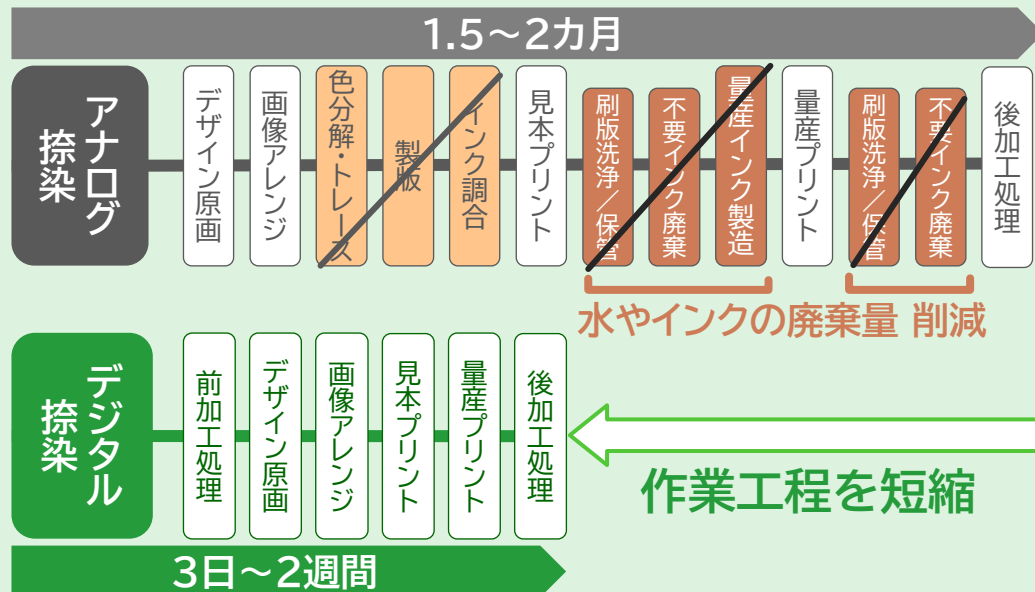 1.5～2カ月
アナログ
捺染
デザイン原画
画像アレンジ
色分解・トレース
製版
インク調合
見本プリント
刷版洗浄／保管
不要インク廃棄
量産インク製造
量産プリント
刷版洗浄／保管
不要インク廃棄
後加工処理
水やインクの廃棄量 削減
デジタル
捺染
前加工処理
デザイン原画
画像アレンジ
見本プリント
量産プリント
後加工処理
作業工程を短縮
3日～2週間